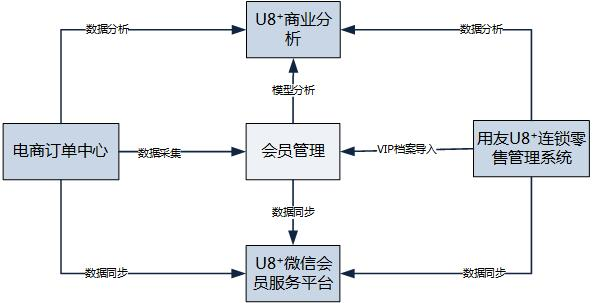 U8⁺商业分
析
数据分析
数据分析
模型分析
电商订单中心
数据采集
会员管理
VIP档案导入
用友U8⁺连锁零
售管理系统
数据同步
U8⁺微信会
员服务平台
数据同步
数据同步